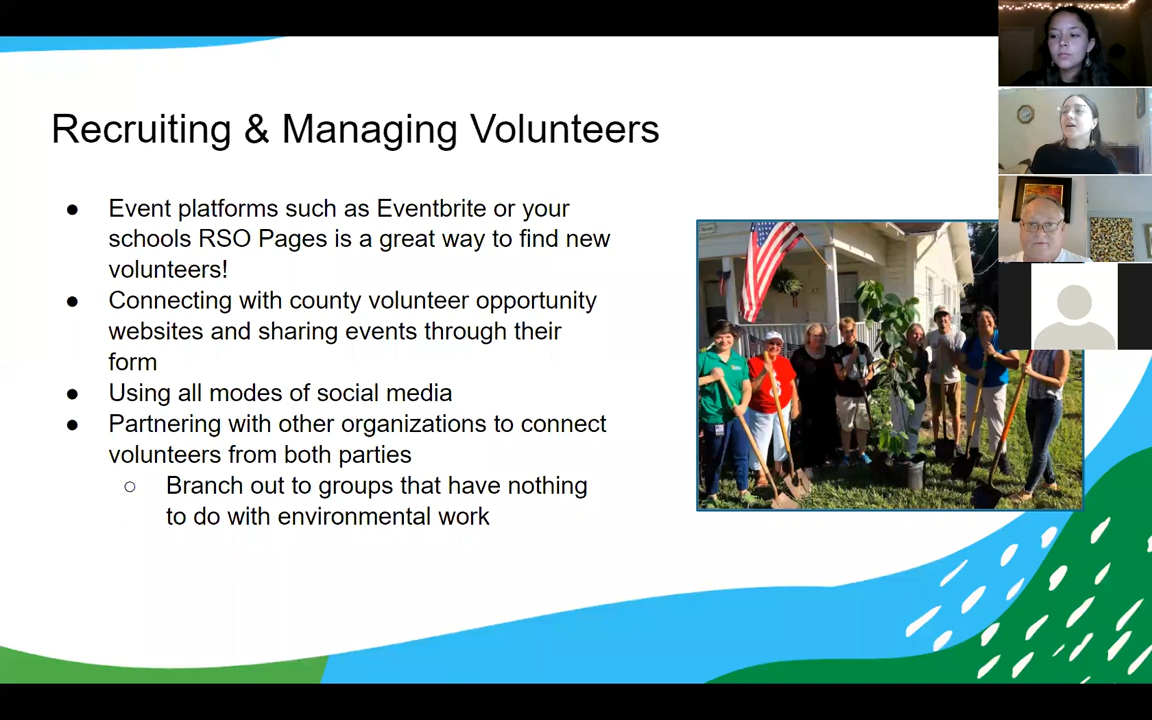 Recruiting & Managing Volunteers
● Event platforms such as Eventbrite or your
schools RSO Pages is a great way to find new
volunteers!
● Connecting with county volunteer opportunity
websites and sharing events through their
form
● Using all modes of social media
● Partnering with other organizations to connect
volunteers from both parties
○ Branch out to groups that have nothing
to do with environmental work